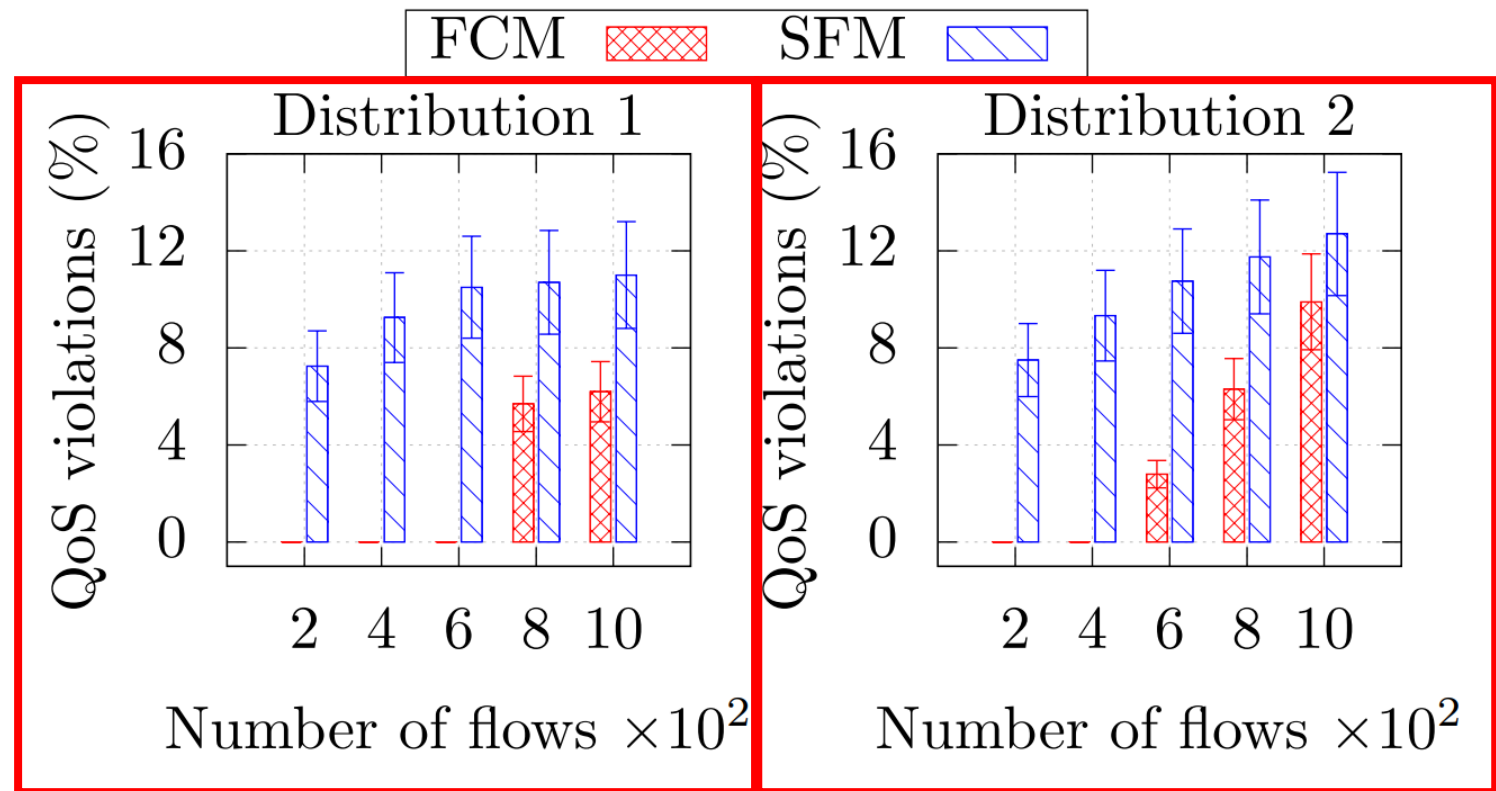 FCM SFM
Distribution 1
QoS violations (%)
16
12
8
4
0
2 4 6 8 10
Number of flows ×10²
Distribution 2
QoS violations (%)
16
12
8
4
0
2 4 6 8 10
Number of flows ×10²